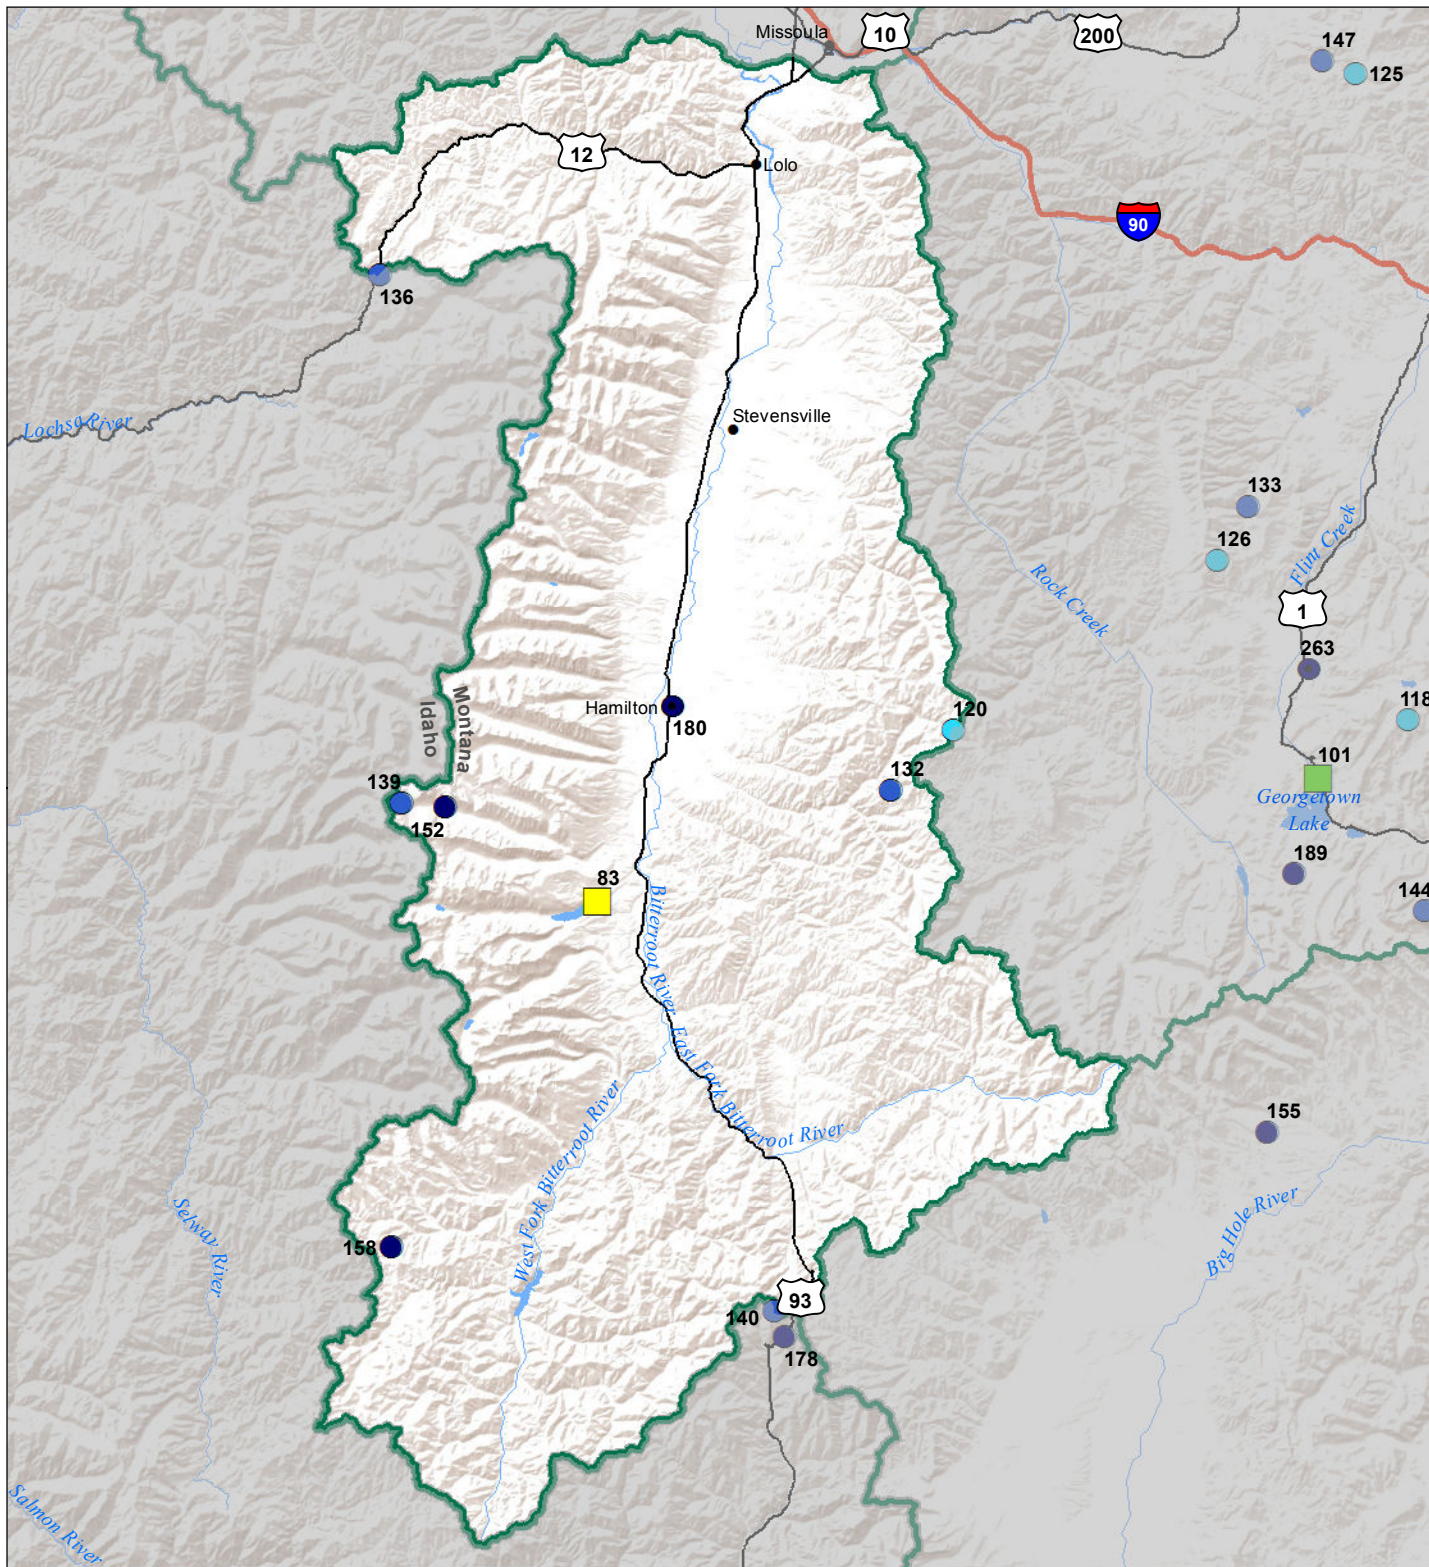 Missoula
10
200
147
125
12
Lolo
90
136
Lochsa River
Stevensville
133
126
Flint Creek
Rock Creek
1
263
Montana
Idaho
Hamilton
180
120
118
101
Georgetown
Lake
139
152
132
83
189
144
Bitterroot River
East Fork Bitterroot River
West Fork Bitterroot River
155
Selway River
Big Hole River
158
93
140
178
Salmon River